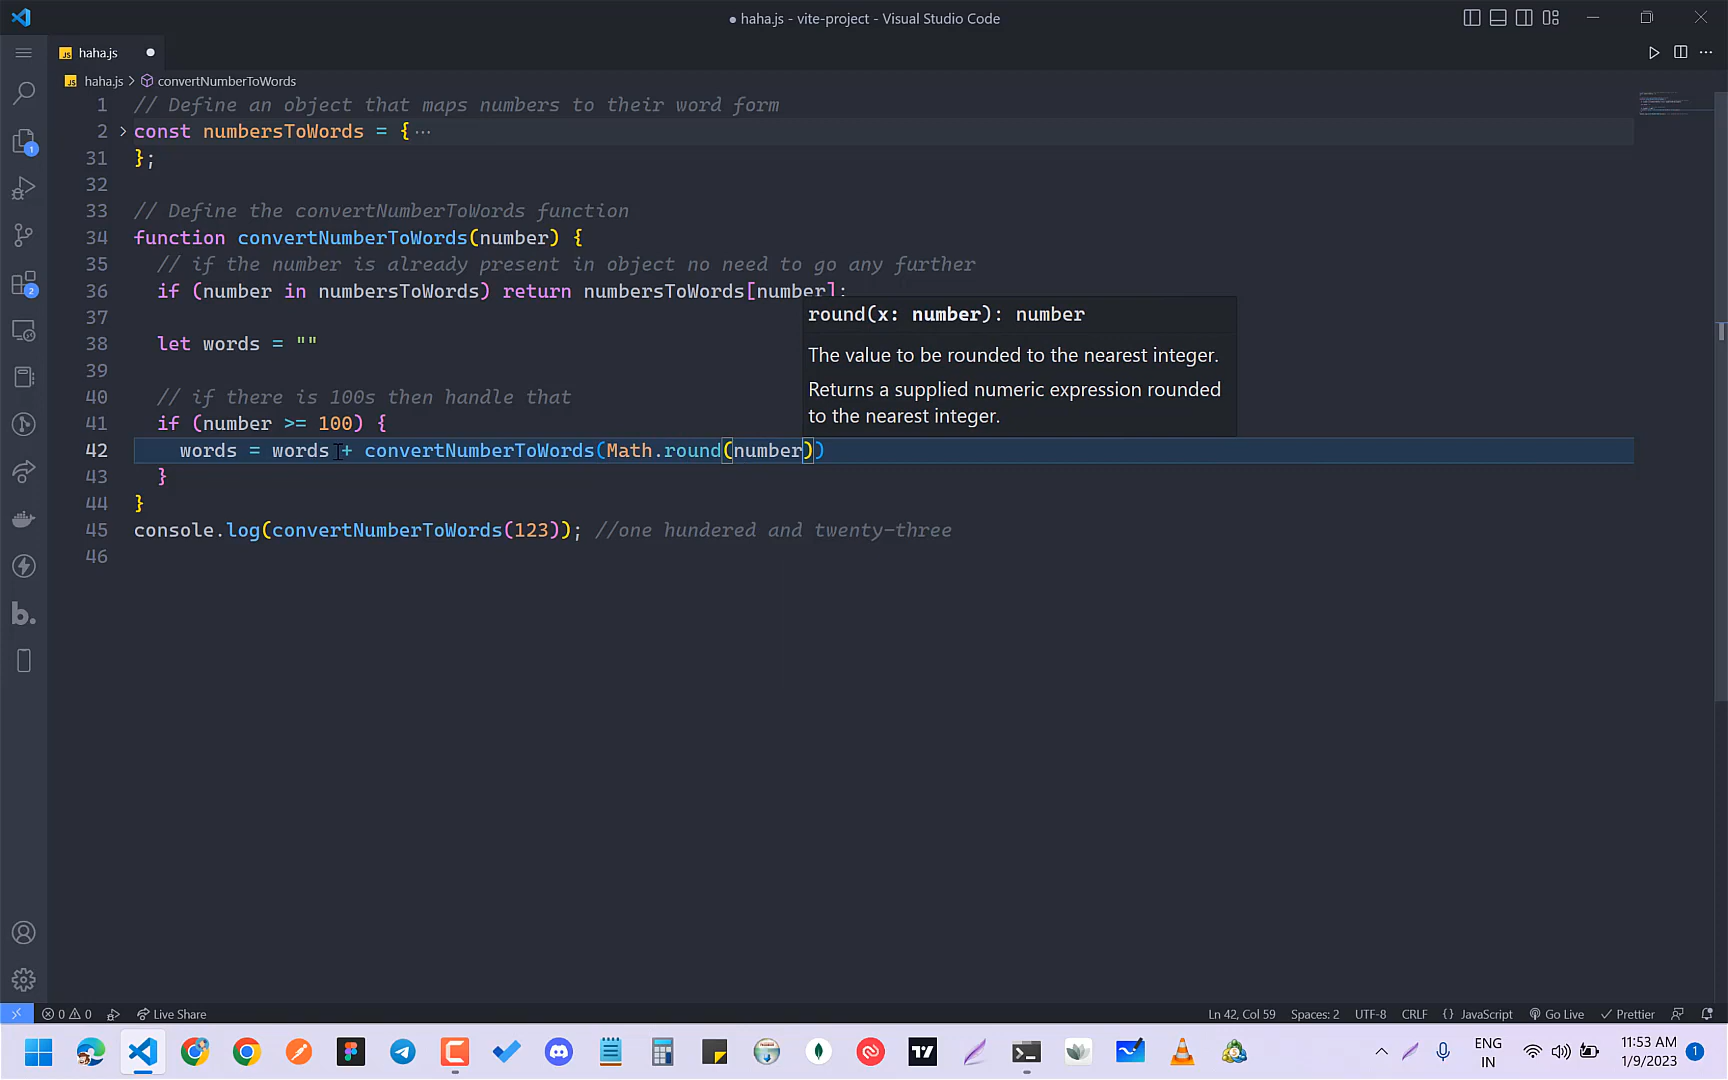 ● haha.js - vite-project - Visual Studio Code
JS haha.js ●
JS haha.js > convertNumberToWords
1 // Define an object that maps numbers to their word form
2 > const numbersToWords = { ···
31 };
32
33 // Define the convertNumberToWords function
34 function convertNumberToWords(number) {
35 // if the number is already present in object no need to go any further
36 if (number in numbersToWords) return numbersToWords[number];
37
round(x: number): number
38 let words = ""
The value to be rounded to the nearest integer.
39
Returns a supplied numeric expression rounded
40 // if there is 100s then handle that
to the nearest integer.
41 if (number >= 100) {
42 words = words + convertNumberToWords(Math.round(number))
43 }
44 }
45 console.log(convertNumberToWords(123)); //one hundered and twenty-three
46
1
2
b.
0 0 Live Share Ln 42, Col 59 Spaces: 2 UTF-8 CRLF {} JavaScript Go Live Prettier
ENG 11:53 AM
IN 1/9/2023 1